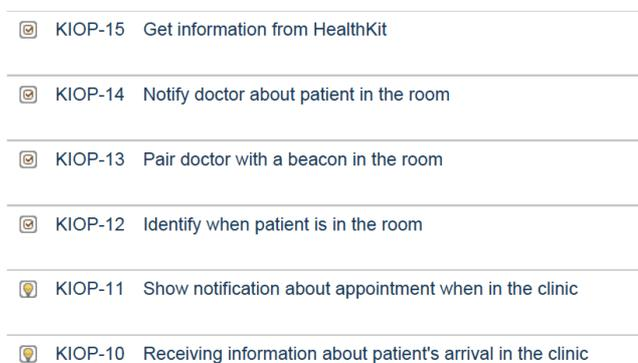 KIOP-15 Get information from HealthKit
KIOP-14 Notify doctor about patient in the room
KIOP-13 Pair doctor with a beacon in the room
KIOP-12 Identify when patient is in the room
KIOP-11 Show notification about appointment when in the clinic
KIOP-10 Receiving information about patient's arrival in the clinic